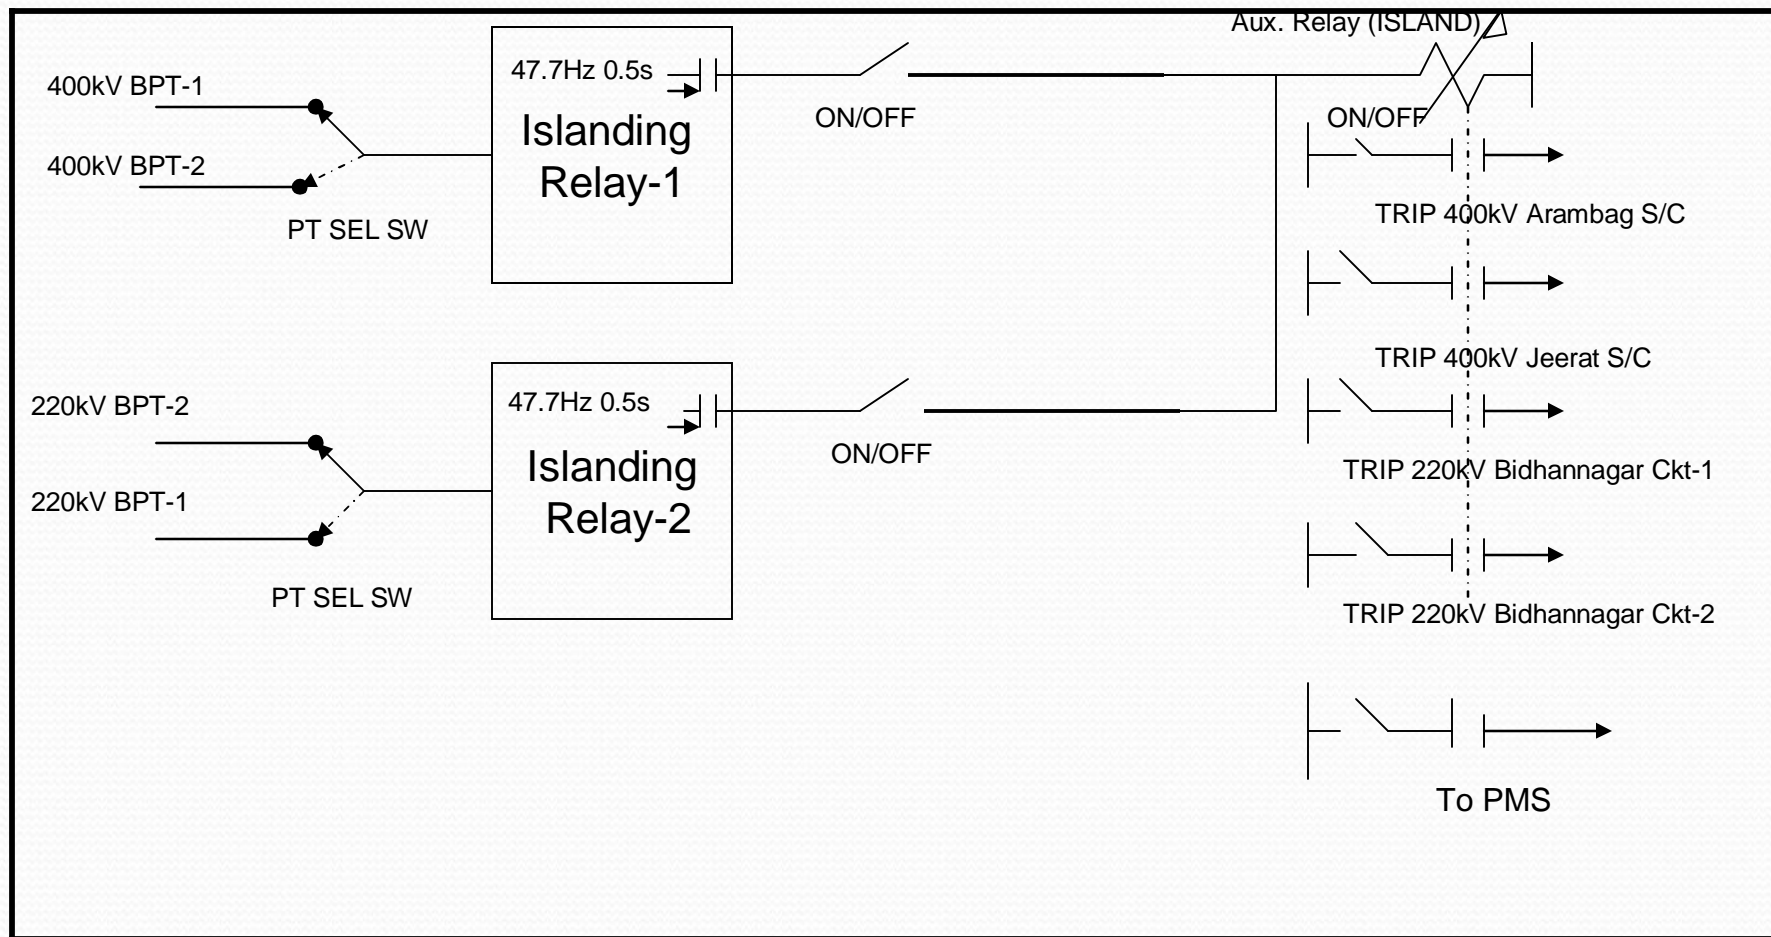 Aux. Relay (ISLAND)
400kV BPT-1
400kV BPT-2
PT SEL SW
47.7Hz 0.5s
Islanding
Relay-1
ON/OFF
ON/OFF
TRIP 400kV Arambag S/C
TRIP 400kV Jeerat S/C
220kV BPT-2
220kV BPT-1
PT SEL SW
47.7Hz 0.5s
Islanding
Relay-2
ON/OFF
TRIP 220kV Bidhannagar Ckt-1
TRIP 220kV Bidhannagar Ckt-2
To PMS